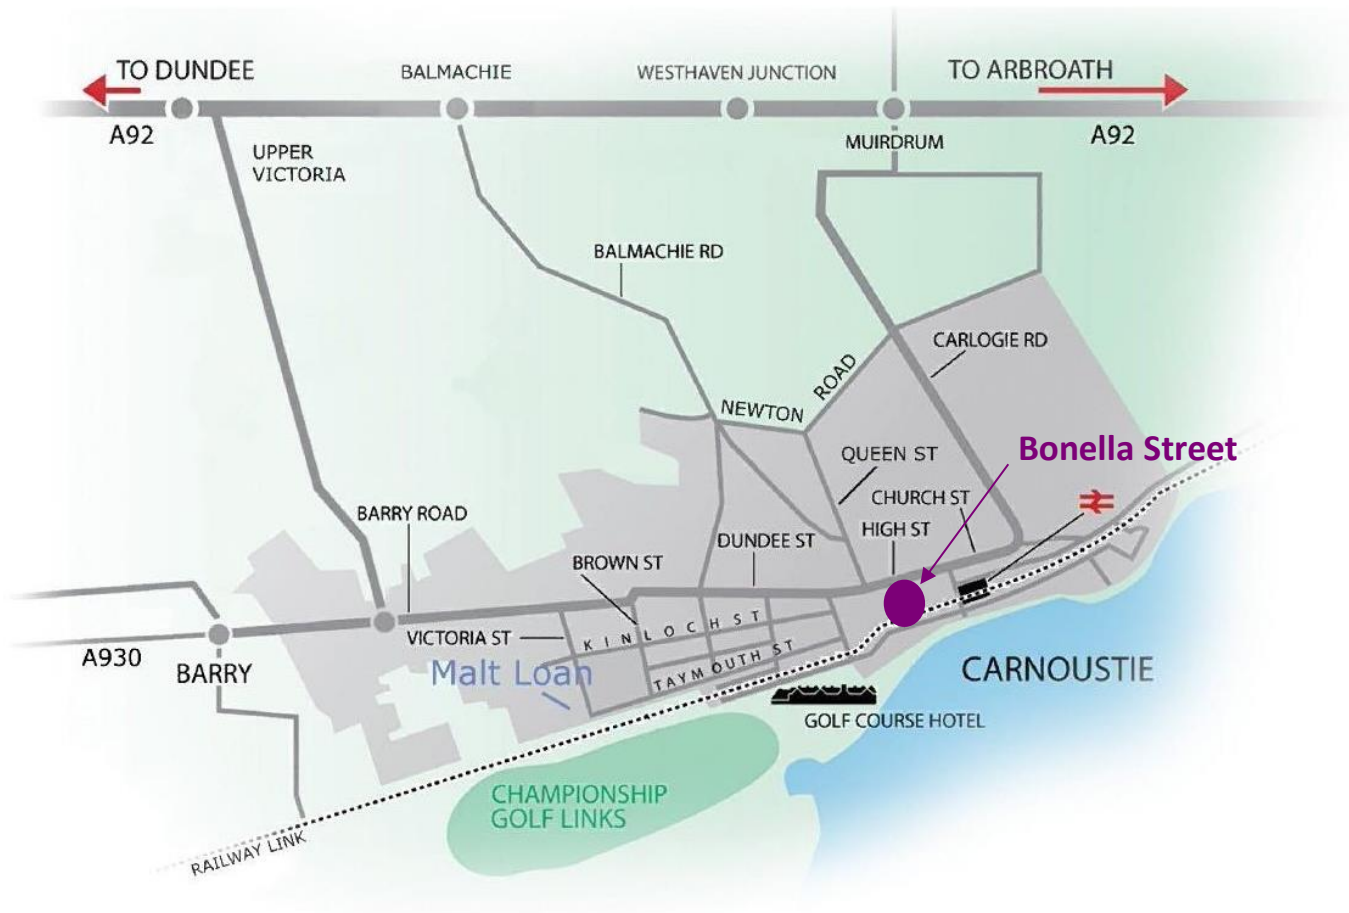 TO DUNDEE
BALMACHIE
WESTHAVEN JUNCTION
TO ARBROATH
A92
UPPER
VICTORIA
MUIRDRUM
A92
BALMACHIE RD
CARLOGIE RD
NEWTON ROAD
Bonella Street
QUEEN ST
CHURCH ST
BARRY ROAD
HIGH ST
DUNDEE ST
BROWN ST
VICTORIA ST
KINLOCH ST
A930
BARRY
Malt Loan
TAYMOUTH ST
CARNOUSTIE
GOLF COURSE HOTEL
CHAMPIONSHIP
GOLF LINKS
RAILWAY LINK